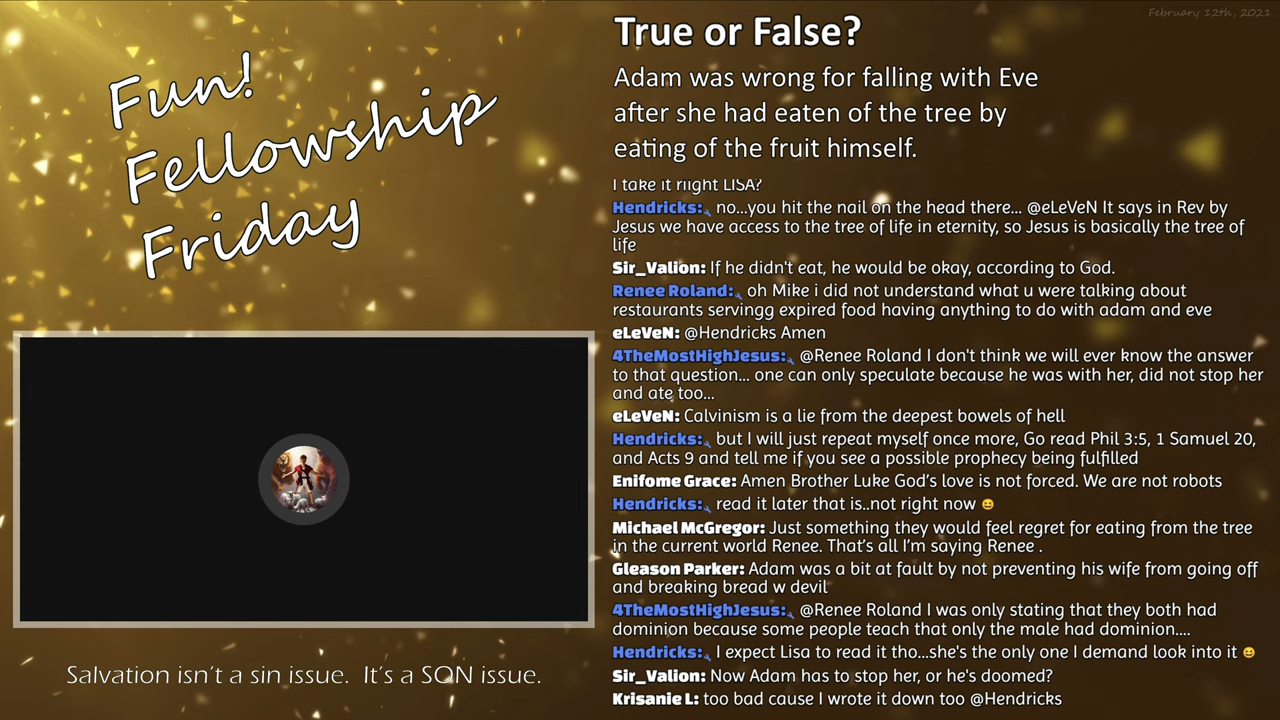 February 12th, 2021
Fun!
Fellowship
Friday
Salvation isn't a sin issue. It's a SON issue.
True or False?
Adam was wrong for falling with Eve
after she had eaten of the tree by
eating of the fruit himself.
I take it riight LISA?
Hendricks: no...you hit the nail on the head there... @eLeVeN It says in Rev by
Jesus we have access to the tree of life in eternity, so Jesus is basically the tree of
life
Sir_Valion: If he didn't eat, he would be okay, according to God.
Renee Roland: oh Mike i did not understand what u were talking about
restaurants servingg expired food having anything to do with adam and eve
eLeVeN: @Hendricks Amen
4TheMostHighJesus: @Renee Roland I don't think we will ever know the answer
to that question... one can only speculate because he was with her, did not stop her
and ate too...
eLeVeN: Calvinism is a lie from the deepest bowels of hell
Hendricks: but I will just repeat myself once more, Go read Phil 3:5, 1 Samuel 20,
and Acts 9 and tell me if you see a possible prophecy being fulfilled
Enifome Grace: Amen Brother Luke God's love is not forced. We are not robots
Hendricks: read it later that is..not right now 😆
Michael McGregor: Just something they would feel regret for eating from the tree
in the current world Renee. That's all I'm saying Renee .
Gleason Parker: Adam was a bit at fault by not preventing his wife from going off
and breaking bread w devil
4TheMostHighJesus: @Renee Roland I was only stating that they both had
dominion because some people teach that only the male had dominion....
Hendricks: I expect Lisa to read it tho...she's the only one I demand look into it 😆
Sir_Valion: Now Adam has to stop her, or he's doomed?
Krisanie L: too bad cause I wrote it down too @Hendricks